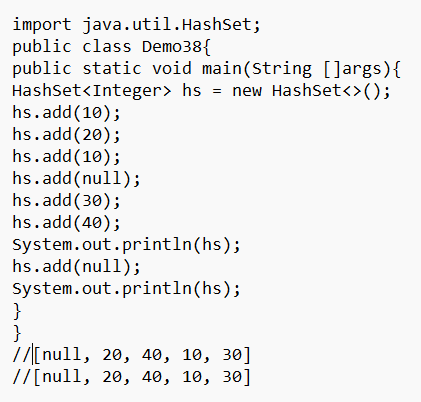 import java.util.HashSet;
public class Demo38{
public static void main(String []args){
HashSet<Integer> hs = new HashSet<>();
hs.add(10);
hs.add(20);
hs.add(10);
hs.add(null);
hs.add(30);
hs.add(40);
System.out.println(hs);
hs.add(null);
System.out.println(hs);
}
}
//[null, 20, 40, 10, 30]
//[null, 20, 40, 10, 30]